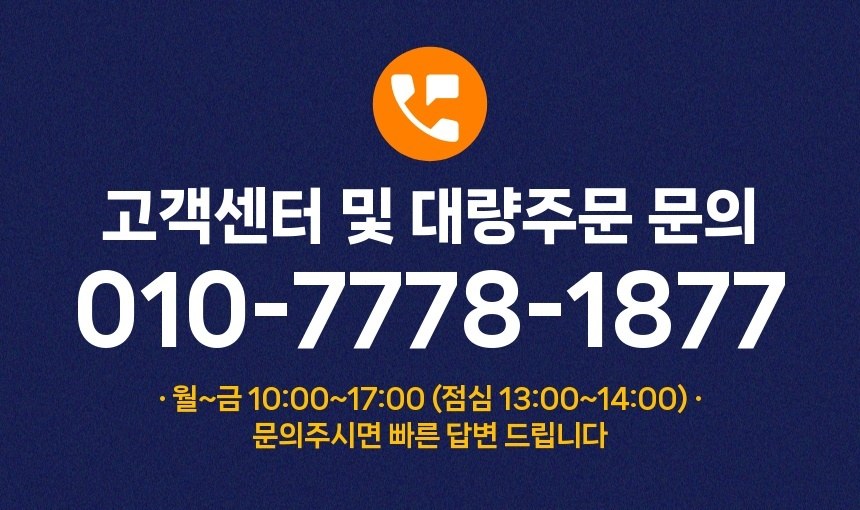 고객센터 및 대량주문 문의
010-7778-1877
· 월~금 10:00~17:00 (점심 13:00~14:00) ·
문의주시면 빠른 답변 드립니다